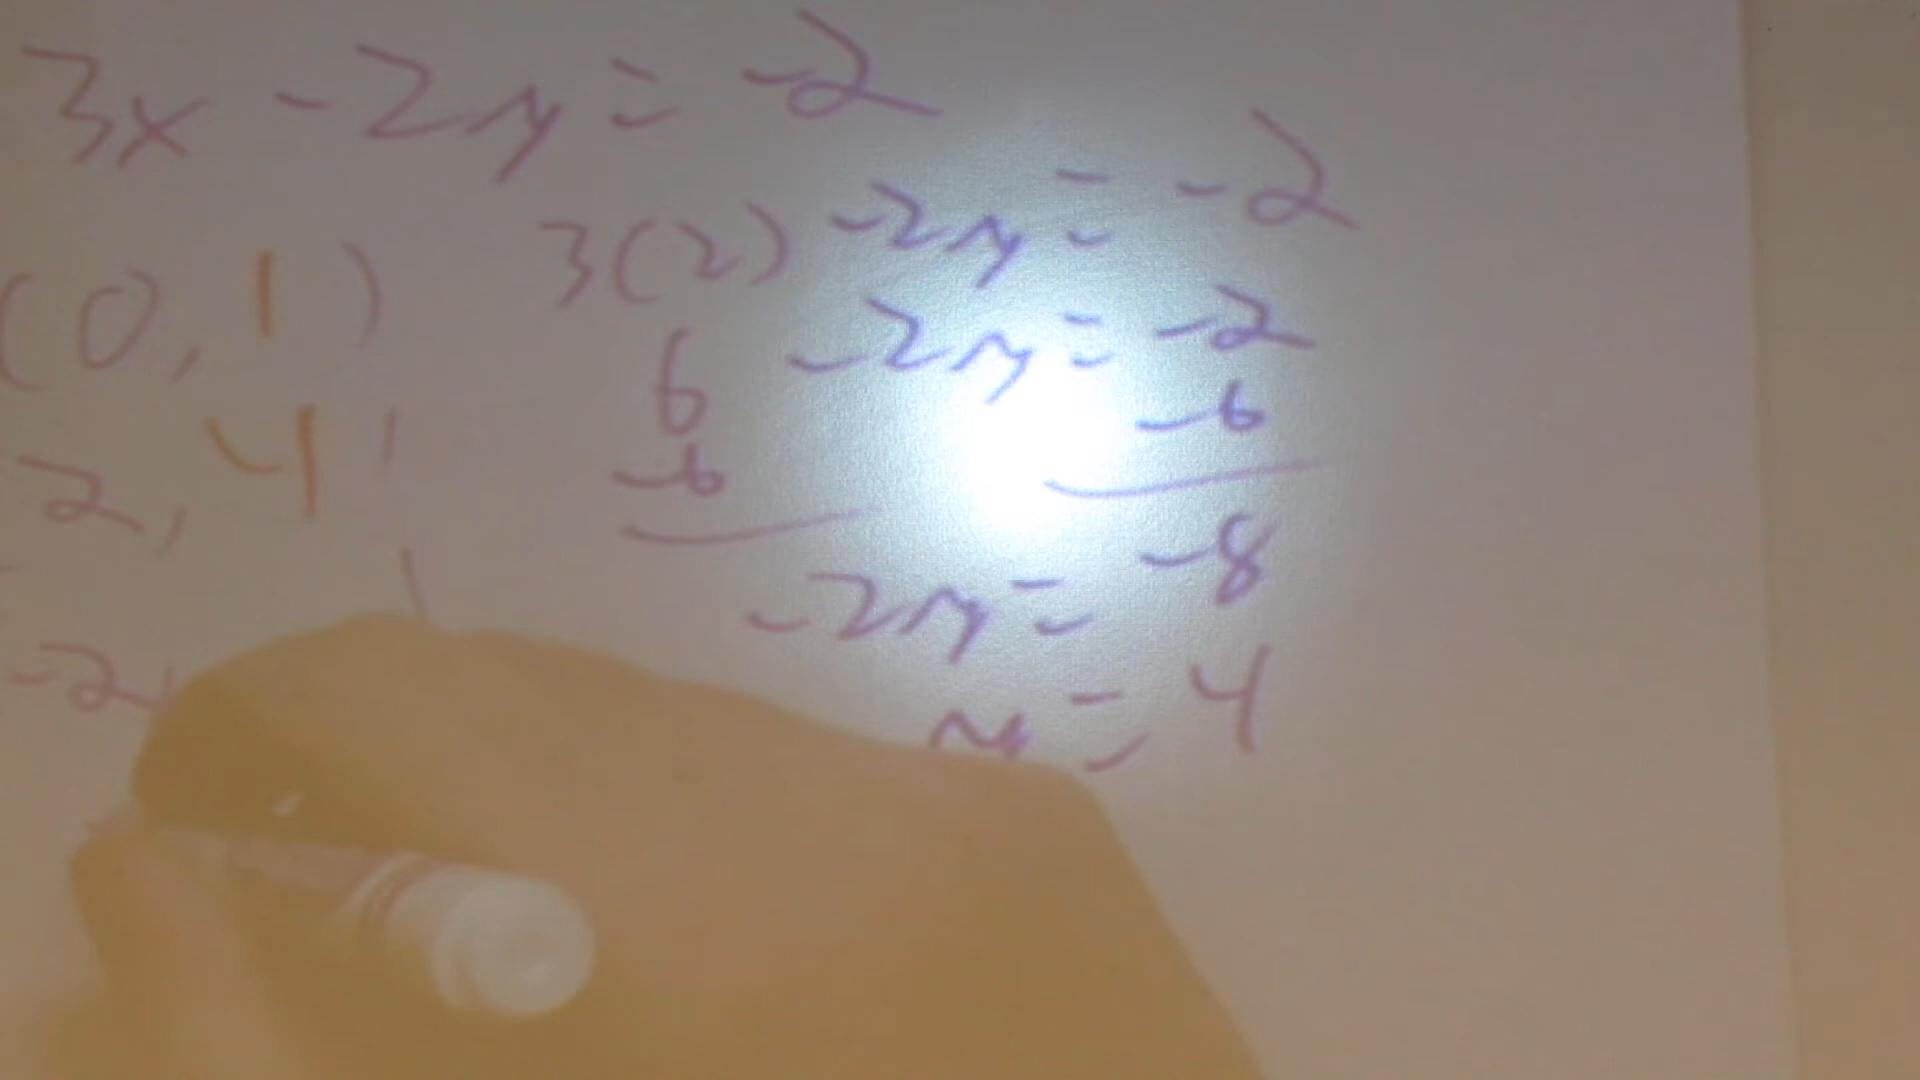 3x - 2y = -2
3(2) -2y = -2
(0, 1)
6 -2y = -2
-6 -6
2, 4
-2y = -8
-2
y = 4